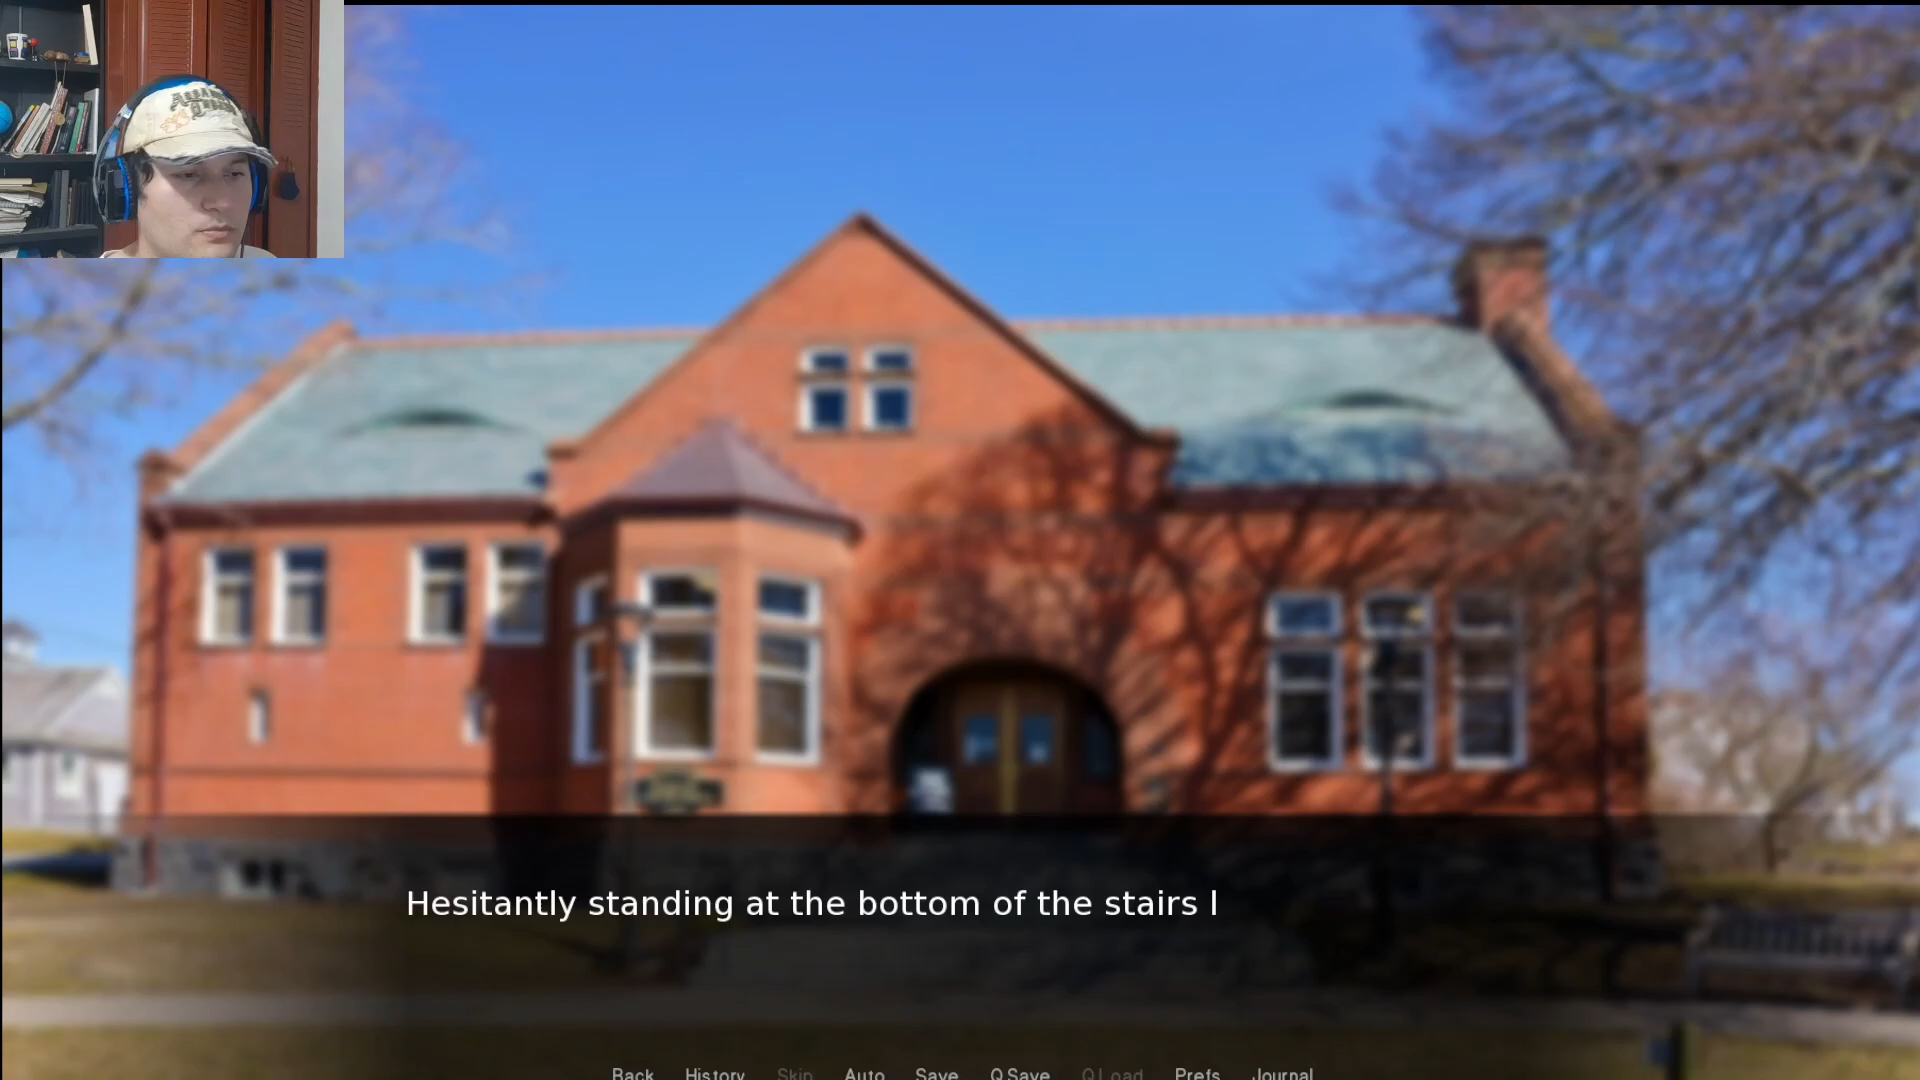 Hesitantly standing at the bottom of the stairs l
Back History Skip Auto Save Q.Save Q.Load Prefs Journal